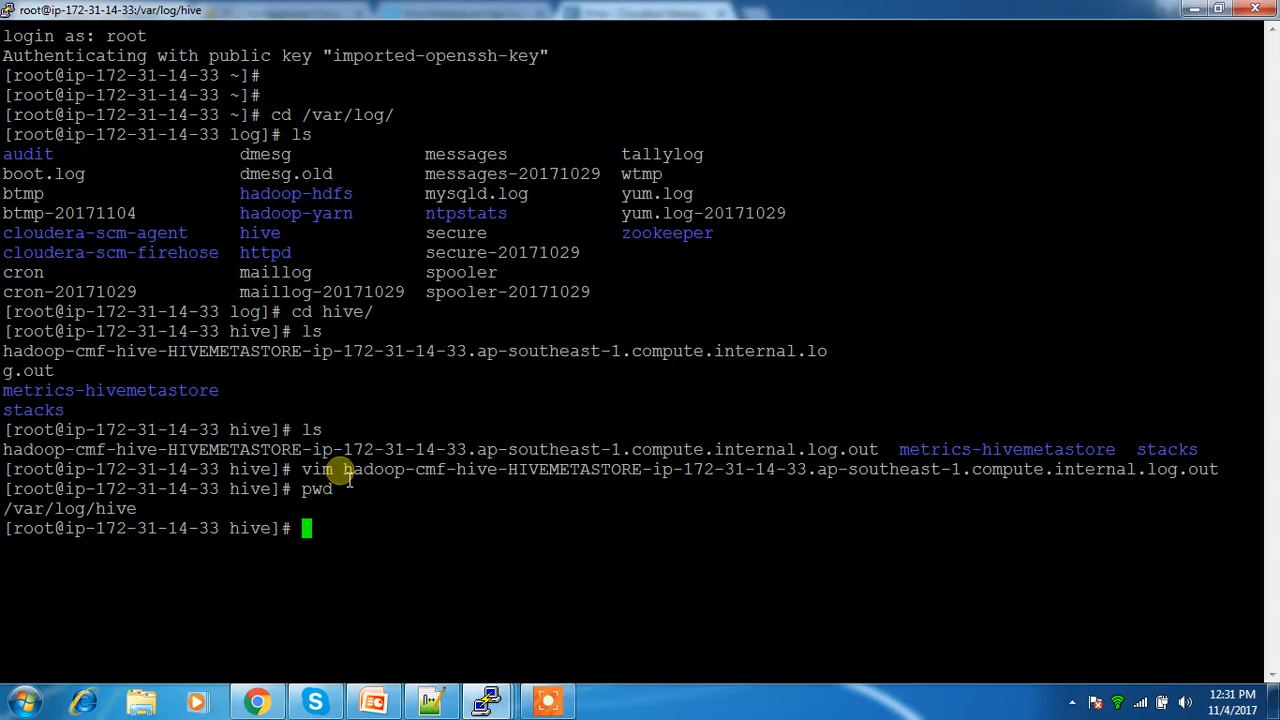 root@ip-172-31-14-33:/var/log/hive
login as: root
Authenticating with public key "imported-openssh-key"
[root@ip-172-31-14-33 ~]#
[root@ip-172-31-14-33 ~]#
[root@ip-172-31-14-33 ~]# cd /var/log/
[root@ip-172-31-14-33 log]# ls
audit dmesg messages tallylog
boot.log dmesg.old messages-20171029 wtmp
btmp hadoop-hdfs mysqld.log yum.log
btmp-20171104 hadoop-yarn ntpstats yum.log-20171029
cloudera-scm-agent hive secure zookeeper
cloudera-scm-firehose httpd secure-20171029
cron maillog spooler
cron-20171029 maillog-20171029 spooler-20171029
[root@ip-172-31-14-33 log]# cd hive/
[root@ip-172-31-14-33 hive]# ls
hadoop-cmf-hive-HIVEMETASTORE-ip-172-31-14-33.ap-southeast-1.compute.internal.lo
g.out
metrics-hivemetastore
stacks
[root@ip-172-31-14-33 hive]# ls
hadoop-cmf-hive-HIVEMETASTORE-ip-172-31-14-33.ap-southeast-1.compute.internal.log.out metrics-hivemetastore stacks
[root@ip-172-31-14-33 hive]# vim hadoop-cmf-hive-HIVEMETASTORE-ip-172-31-14-33.ap-southeast-1.compute.internal.log.out
[root@ip-172-31-14-33 hive]# pwd
/var/log/hive
[root@ip-172-31-14-33 hive]#
12:31 PM
11/4/2017